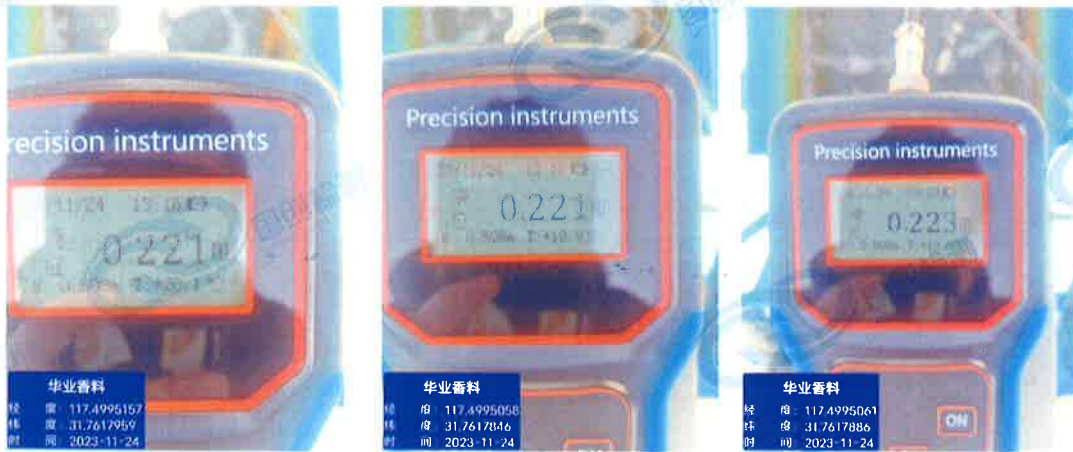 recision instruments
11/24
0.221
华业香料
经 度: 117.4995157
纬 度: 31.7617959
时 间: 2023-11-24
Precision instruments
0.221
华业香料
经 度: 117.4995058
纬 度: 31.7617846
时 间: 2023-11-24
Precision instruments
0.223
ON
华业香料
经 度: 117.4995061
纬 度: 31.7617886
时 间: 2023-11-24